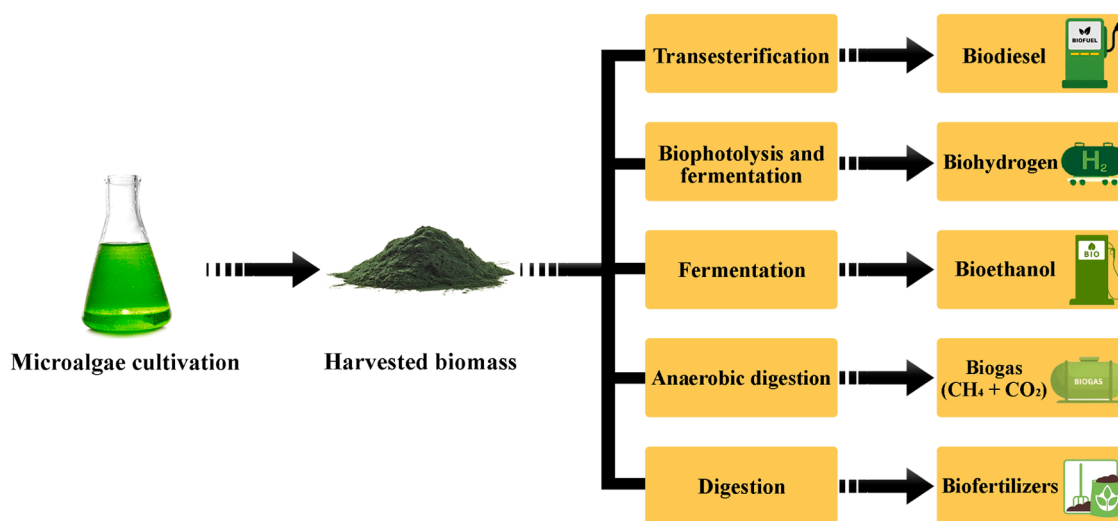 Transesterification
Biodiesel
BIOFUEL
Biophotolysis and
fermentation
Biohydrogen
H₂
Microalgae cultivation
Harvested biomass
Fermentation
Bioethanol
BIO
Anaerobic digestion
Biogas
(CH₄ + CO₂)
BIOGAS
Digestion
Biofertilizers